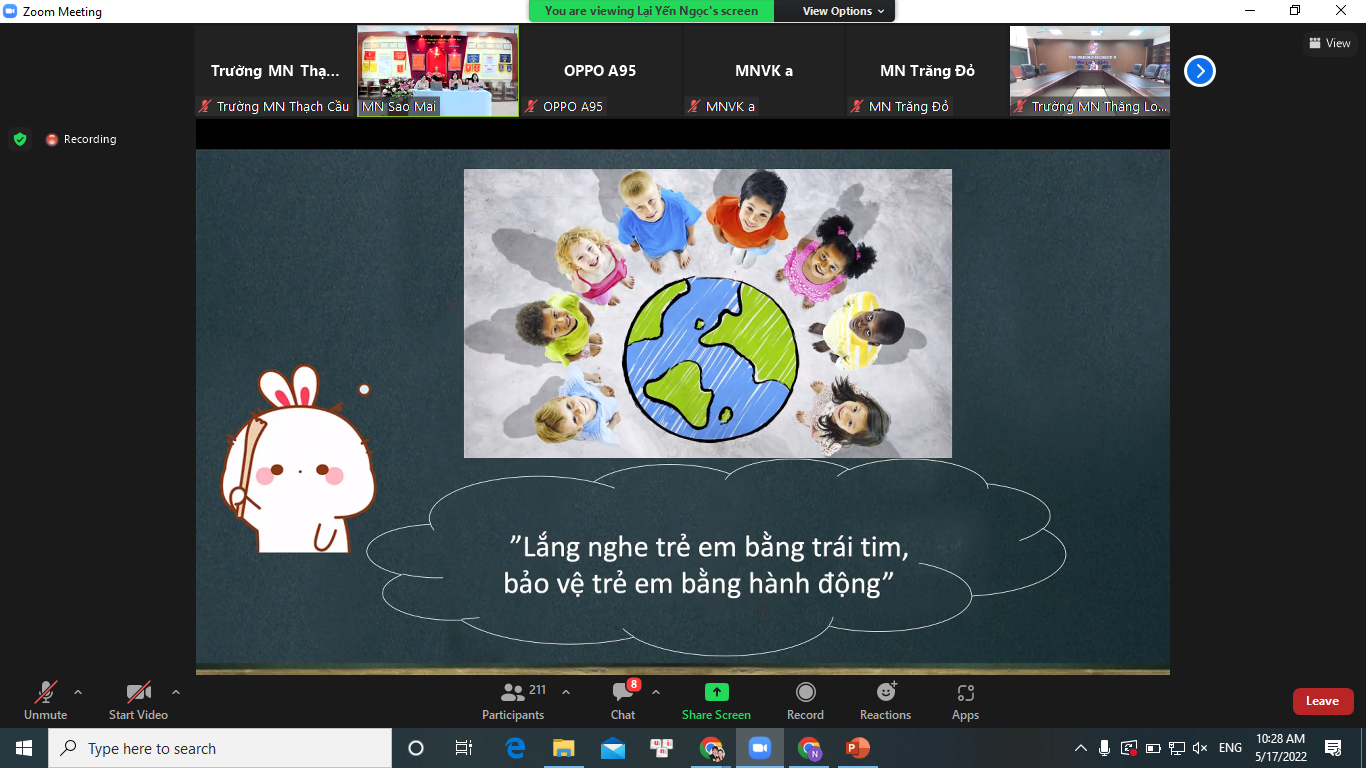 Zoom Meeting
You are viewing Lại Yến Ngọc's screen
View Options
Trường MN Thạ...
OPPO A95
MNVK a
MN Trăng Đỏ
View
Trường MN Thạch Cầu
MN Sao Mai
OPPO A95
MNVK a
MN Trăng Đỏ
Trường MN Thăng Lo...
Recording
”Lắng nghe trẻ em bằng trái tim,
bảo vệ trẻ em bằng hành động”
Unmute
Start Video
211
Participants
8
Chat
Share Screen
Record
Reactions
Apps
Leave
Type here to search
ENG
10:28 AM
5/17/2022